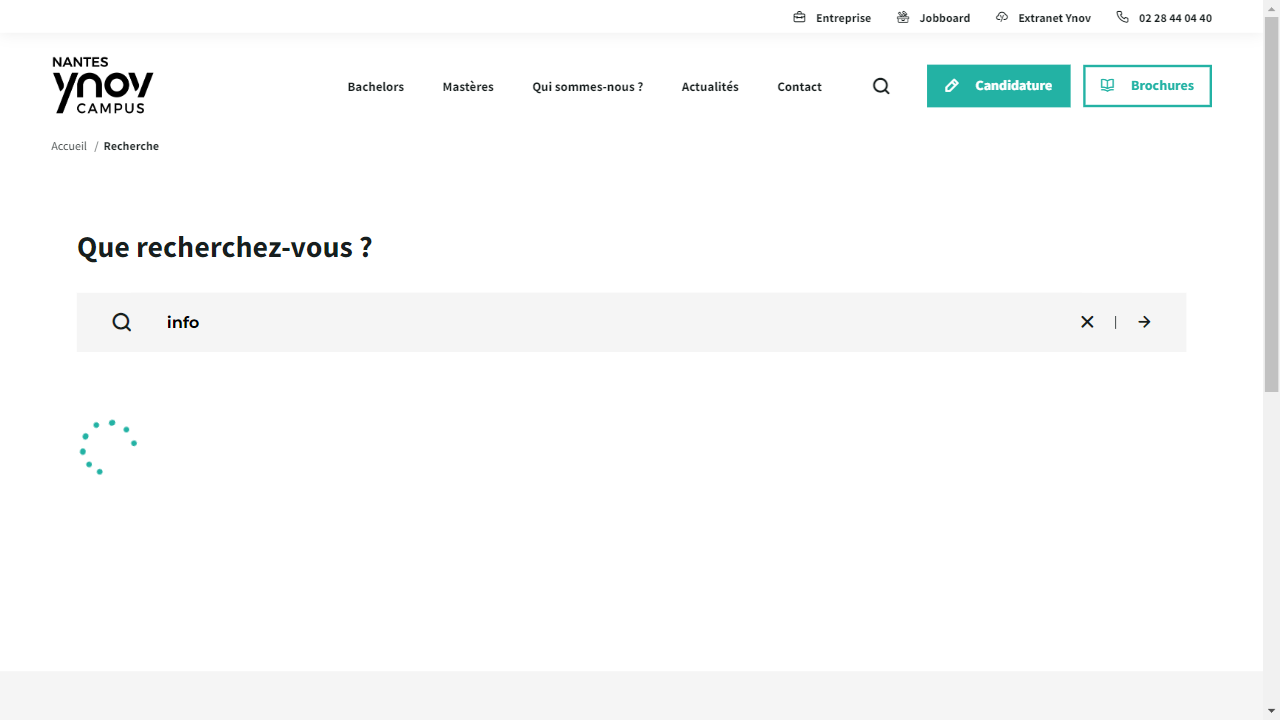 Entreprise Jobboard Extranet Ynov 02 28 44 04 40
NANTES
ynov
CAMPUS
Bachelors Mastères Qui sommes-nous ? Actualités Contact Candidature Brochures
Accueil / Recherche
Que recherchez-vous ?
info